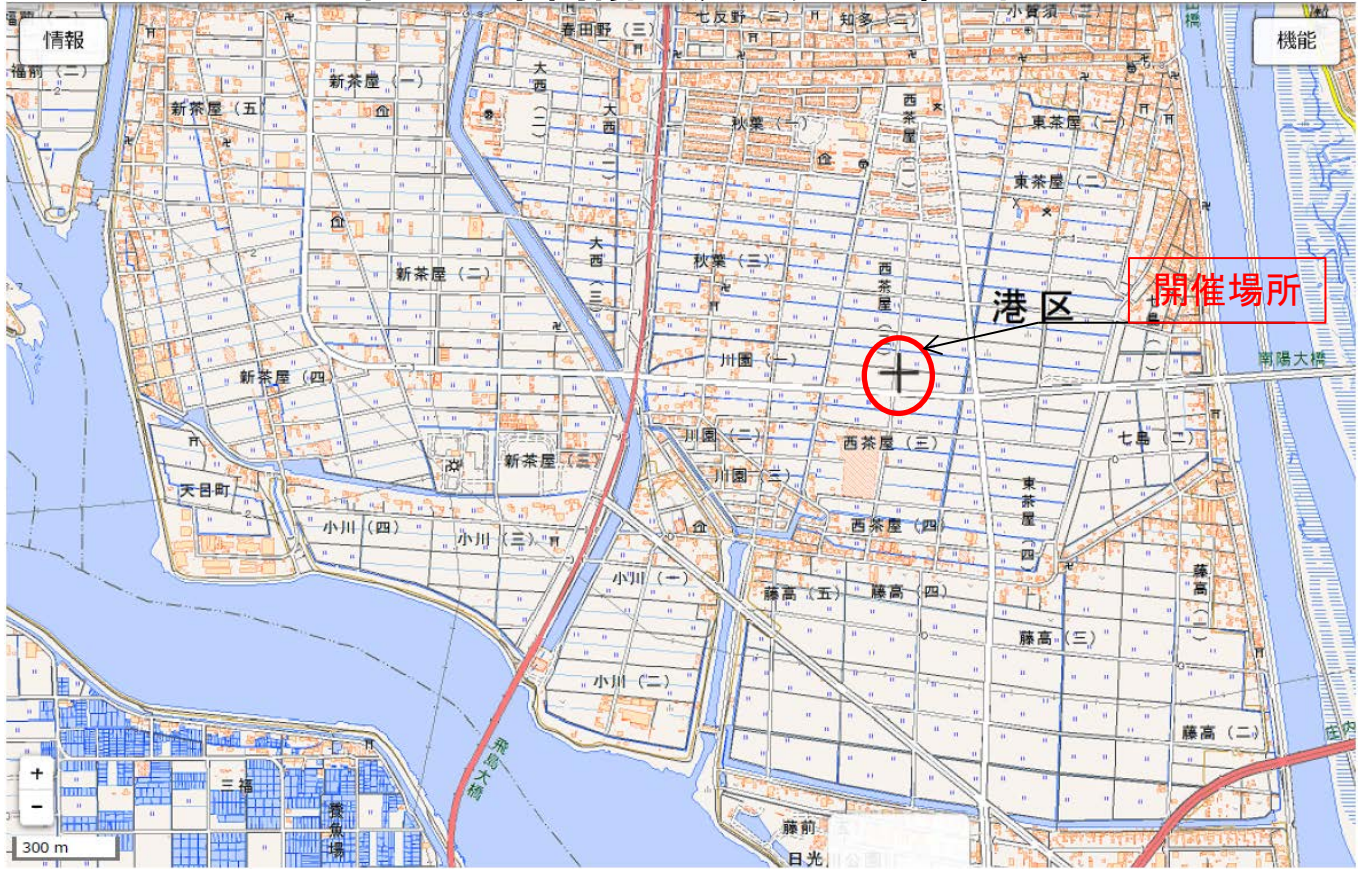 情報
機能
春田野（三）
七反野（二）
知多（二）
小賀須（三）
福前（二）
新茶屋（五）
新茶屋（一）
大西（二）
大西（一）
秋葉（一）
西茶屋（一）
東茶屋（一）
東茶屋（二）
新茶屋（二）
大西（三）
秋葉（三）
西茶屋（二）
港区
開催場所
新茶屋（四）
川園（一）
南陽大橋
新茶屋（三）
川園（二）
西茶屋（三）
七島（二）
天目町
川園（三）
東茶屋（四）
小川（四）
小川（三）
西茶屋（四）
小川（一）
藤高（五）
藤高（四）
藤高（一）
藤高（三）
小川（二）
飛島大橋
藤高（二）
三福
養魚場
+
-
300 m
藤前
日光川公園